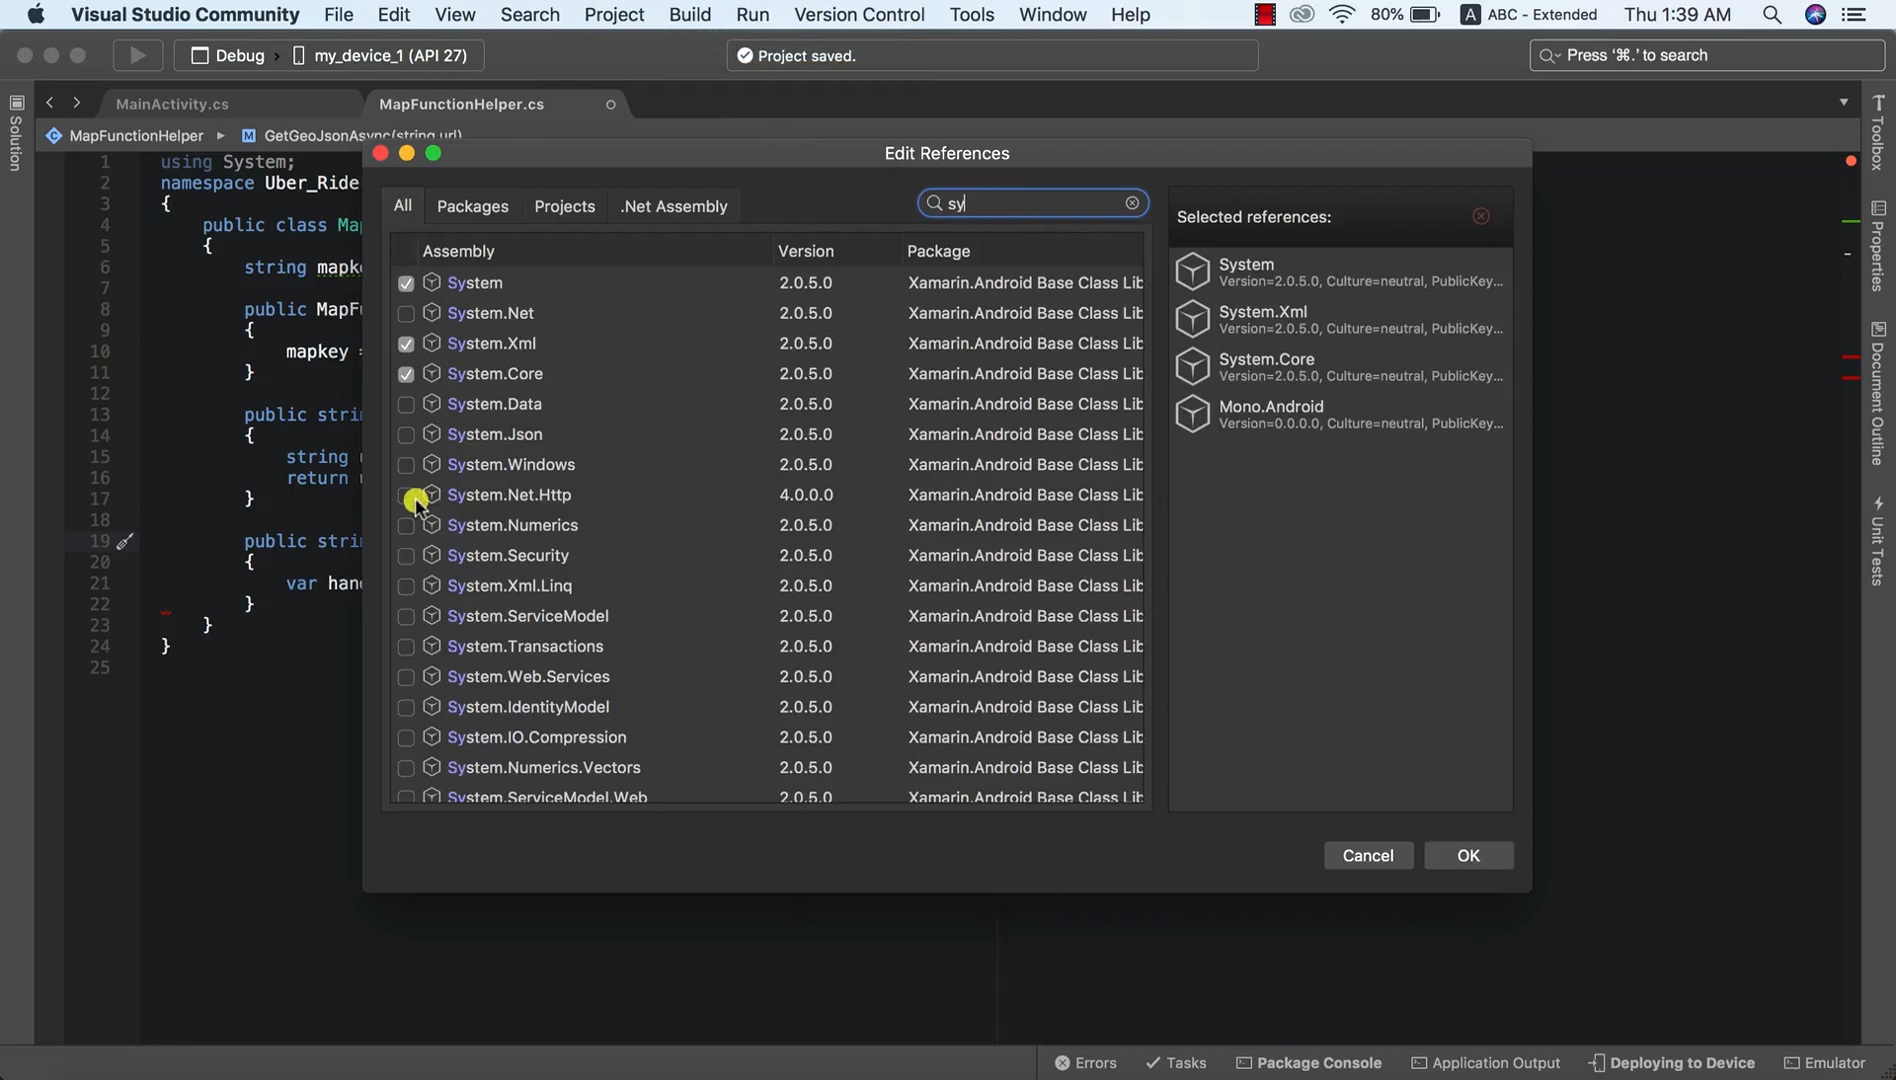 Visual Studio Community File Edit View Search Project Build Run Version Control Tools Window Help 80% A ABC - Extended Thu 1:39 AM
Debug my_device_1 (API 27) Project saved. Press '⌘.' to search
MainActivity.cs MapFunctionHelper.cs
MapFunctionHelper GetGeoJsonAsync(string url)
Solution
Toolbox
Properties
Document Outline
Unit Tests
1 using System;
2 namespace Uber_Ride
3 {
4 public class Ma
5 {
6 string mapke
7
8 public MapFu
9 {
10 mapkey =
11 }
12
13 public stri
14 {
15 string
16 return
17 }
18
19 public stri
20 {
21 var hand
22 }
23 }
24 }
25
Edit References
All Packages Projects .Net Assembly sy
Assembly Version Package
System 2.0.5.0 Xamarin.Android Base Class Lib
System.Net 2.0.5.0 Xamarin.Android Base Class Lib
System.Xml 2.0.5.0 Xamarin.Android Base Class Lib
System.Core 2.0.5.0 Xamarin.Android Base Class Lib
System.Data 2.0.5.0 Xamarin.Android Base Class Lib
System.Json 2.0.5.0 Xamarin.Android Base Class Lib
System.Windows 2.0.5.0 Xamarin.Android Base Class Lib
System.Net.Http 4.0.0.0 Xamarin.Android Base Class Lib
System.Numerics 2.0.5.0 Xamarin.Android Base Class Lib
System.Security 2.0.5.0 Xamarin.Android Base Class Lib
System.Xml.Linq 2.0.5.0 Xamarin.Android Base Class Lib
System.ServiceModel 2.0.5.0 Xamarin.Android Base Class Lib
System.Transactions 2.0.5.0 Xamarin.Android Base Class Lib
System.Web.Services 2.0.5.0 Xamarin.Android Base Class Lib
System.IdentityModel 2.0.5.0 Xamarin.Android Base Class Lib
System.IO.Compression 2.0.5.0 Xamarin.Android Base Class Lib
System.Numerics.Vectors 2.0.5.0 Xamarin.Android Base Class Lib
System.ServiceModel.Web 2.0.5.0 Xamarin.Android Base Class Lib
Selected references:
System
Version=2.0.5.0, Culture=neutral, PublicKey...
System.Xml
Version=2.0.5.0, Culture=neutral, PublicKey...
System.Core
Version=2.0.5.0, Culture=neutral, PublicKey...
Mono.Android
Version=0.0.0.0, Culture=neutral, PublicKey...
Cancel OK
Errors Tasks Package Console Application Output Deploying to Device Emulator